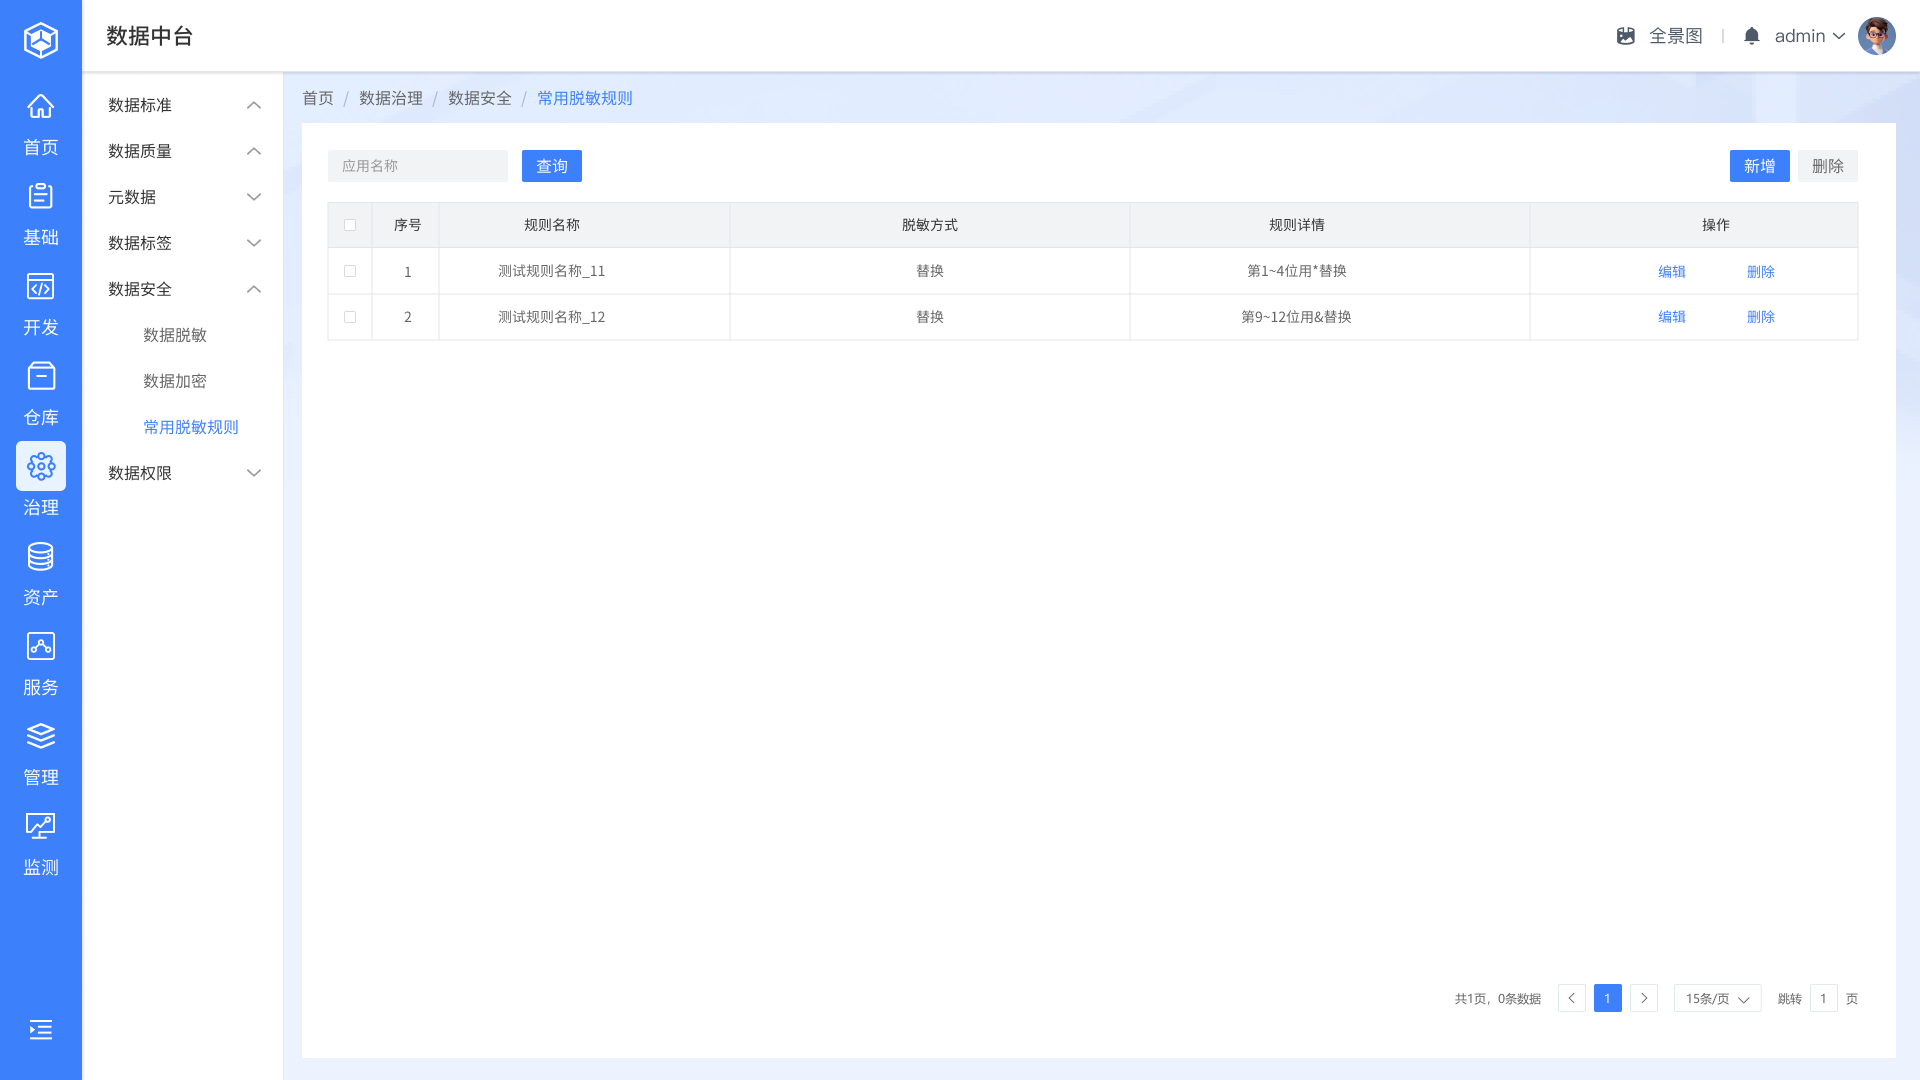 数据中台
全景图 | admin
首页
基础
开发
仓库
治理
资产
服务
管理
监测
数据标准
数据质量
元数据
数据标签
数据安全
数据脱敏
数据加密
常用脱敏规则
数据权限
首页 / 数据治理 / 数据安全 / 常用脱敏规则
应用名称 查询 新增 删除
序号 规则名称 脱敏方式 规则详情 操作
1 测试规则名称_11 替换 第1~4位用*替换 编辑 删除
2 测试规则名称_12 替换 第9~12位用&替换 编辑 删除
共1页，0条数据 1 15条/页 跳转 1 页